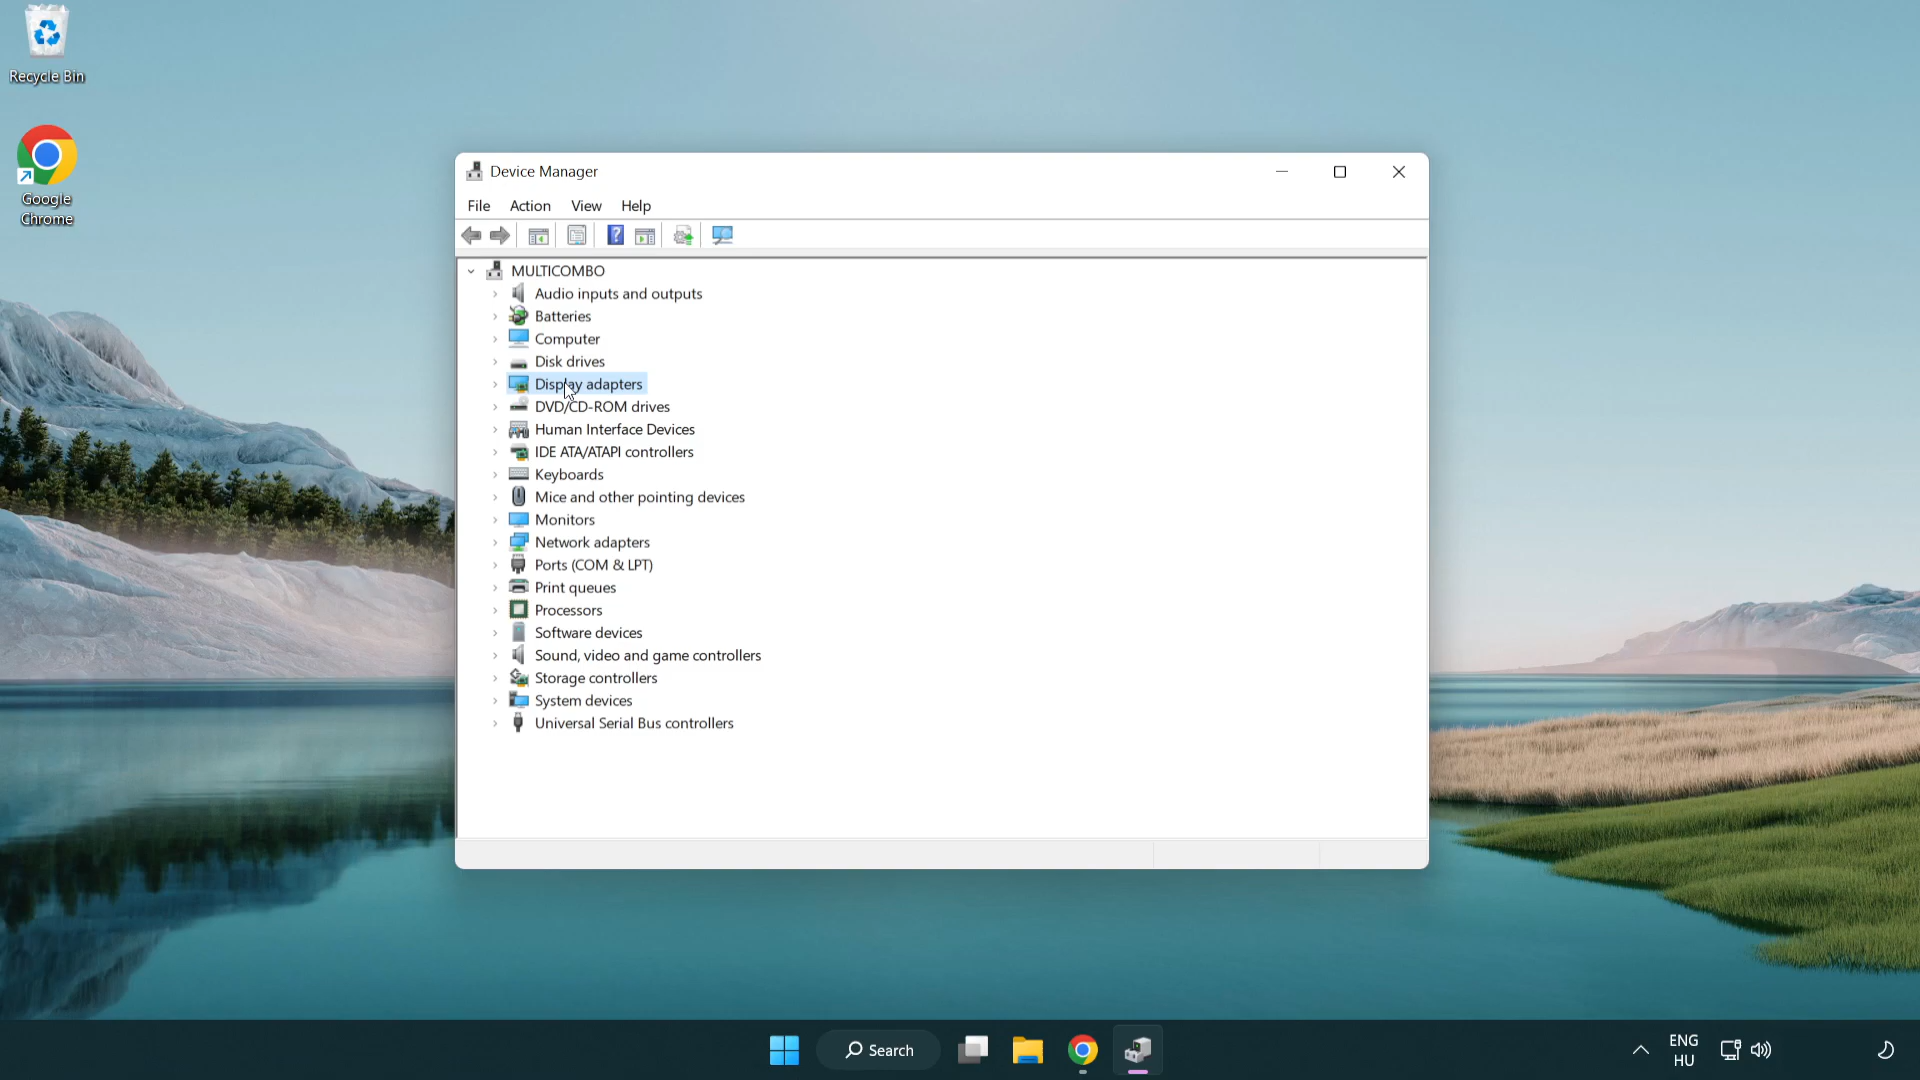 Recycle Bin
Google
Chrome
Device Manager
File Action View Help
MULTICOMBO
Audio inputs and outputs
Batteries
Computer
Disk drives
Display adapters
DVD/CD-ROM drives
Human Interface Devices
IDE ATA/ATAPI controllers
Keyboards
Mice and other pointing devices
Monitors
Network adapters
Ports (COM & LPT)
Print queues
Processors
Software devices
Sound, video and game controllers
Storage controllers
System devices
Universal Serial Bus controllers
Search
ENG
HU